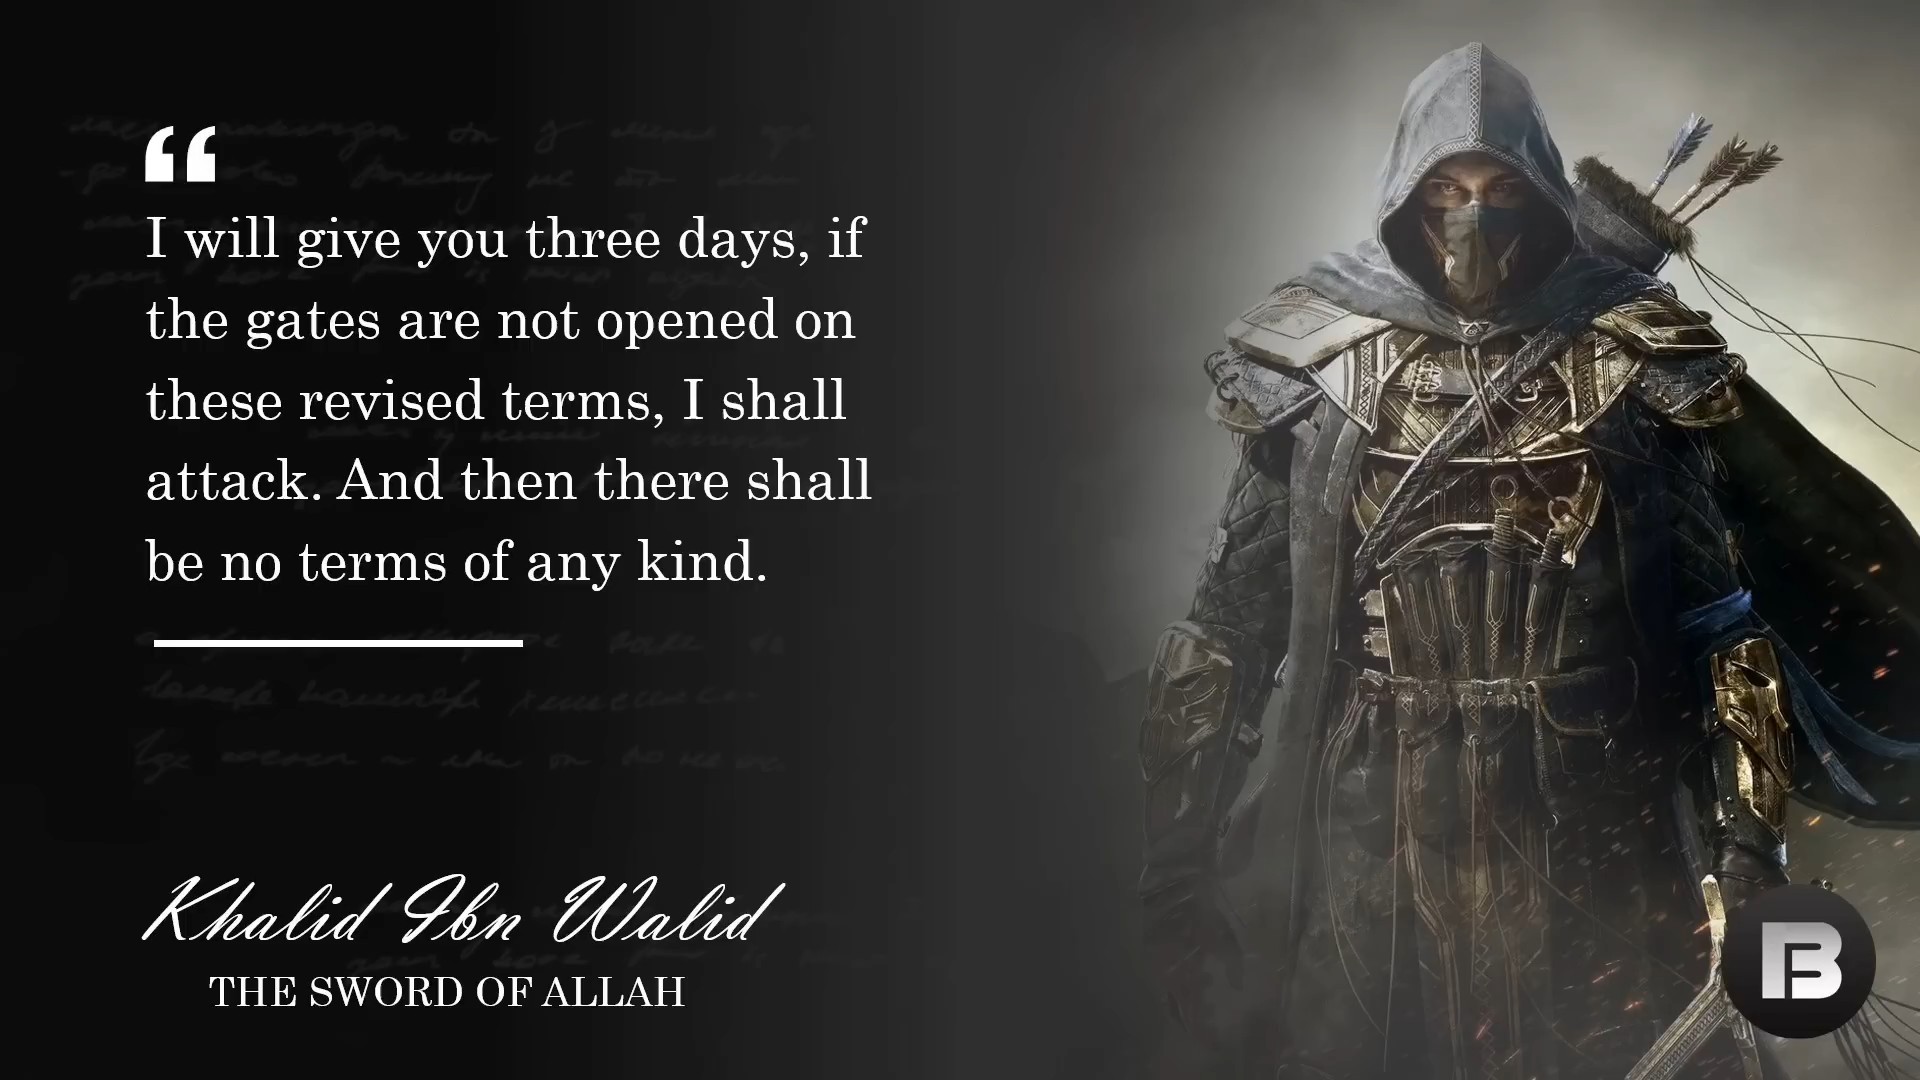 “
I will give you three days, if
the gates are not opened on
these revised terms, I shall
attack. And then there shall
be no terms of any kind.
Khalid Ibn Walid
THE SWORD OF ALLAH
B